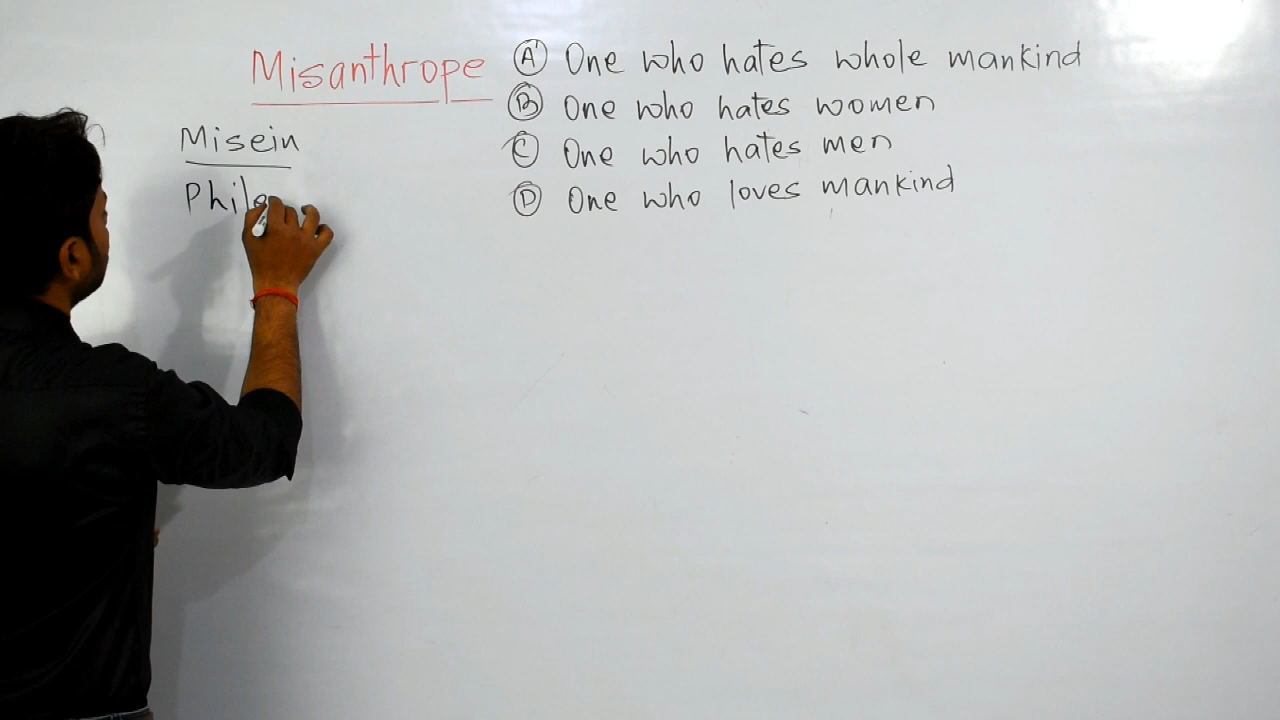 Misanthrope
A One who hates whole mankind
B One who hates women
C One who hates men
D One who loves mankind
Misein
Philo